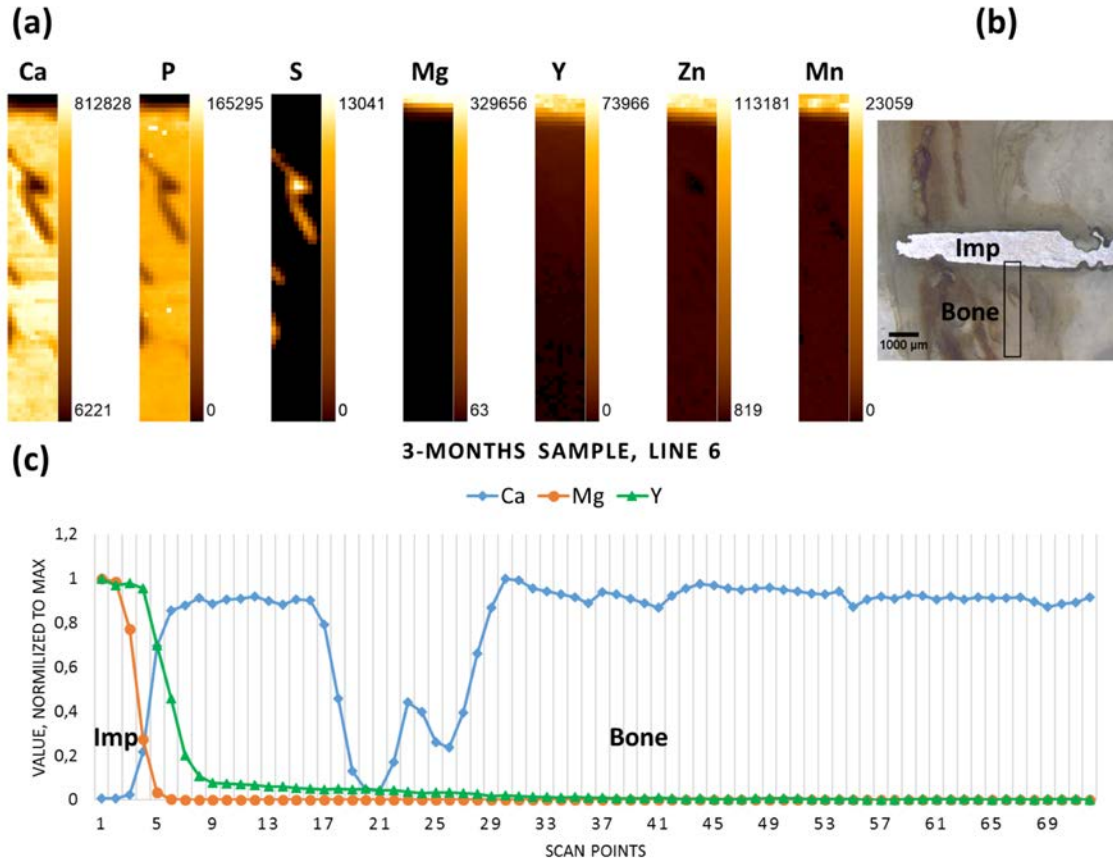 (a)
(b)
Ca P S Mg Y Zn Mn
812828 165295 13041 329656 73966 113181 23059
6221 0 0 63 0 819 0
Imp
Bone
1000 µm
(c)
3-MONTHS SAMPLE, LINE 6
Ca Mg Y
VALUE, NORMILIZED TO MAX
1,2
1
0,8
0,6
0,4
0,2
0
Imp
Bone
1 5 9 13 17 21 25 29 33 37 41 45 49 53 57 61 65 69
SCAN POINTS